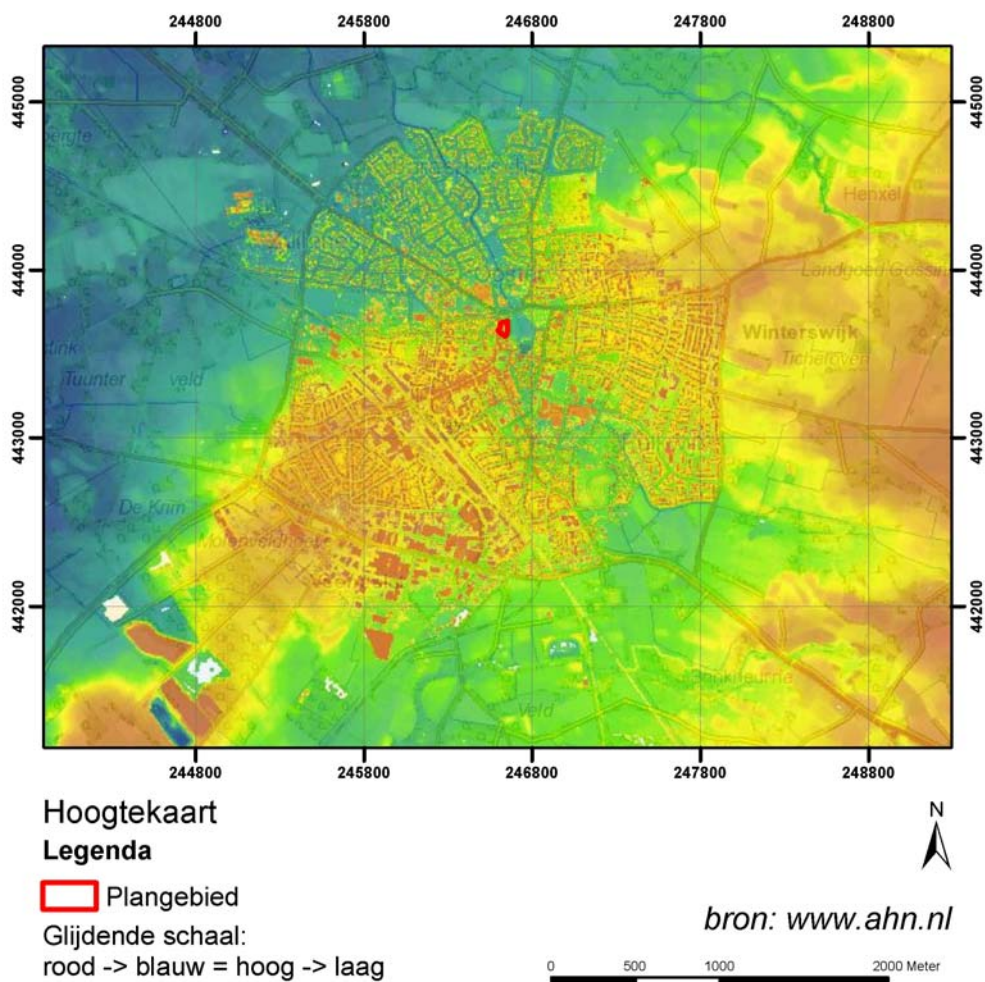 244800 245800 246800 247800 248800
445000 445000
Henxel
444000 444000
Landgoed Gossin
Winterswijk
Tuunter veld
443000 443000
De Krim
442000 442000
Veld
244800 245800 246800 247800 248800
Hoogtekaart
N
Legenda
Plangebied
bron: www.ahn.nl
Glijdende schaal:
rood -> blauw = hoog -> laag
0 500 1000 2000 Meter